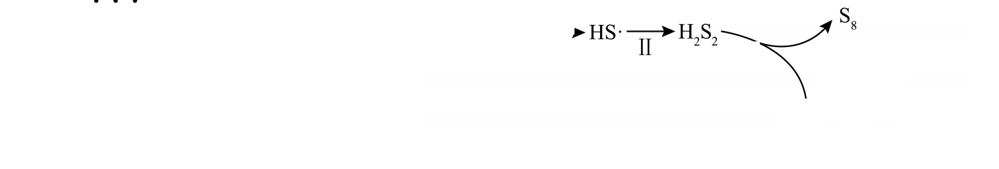 S₈
HS· II H₂S₂